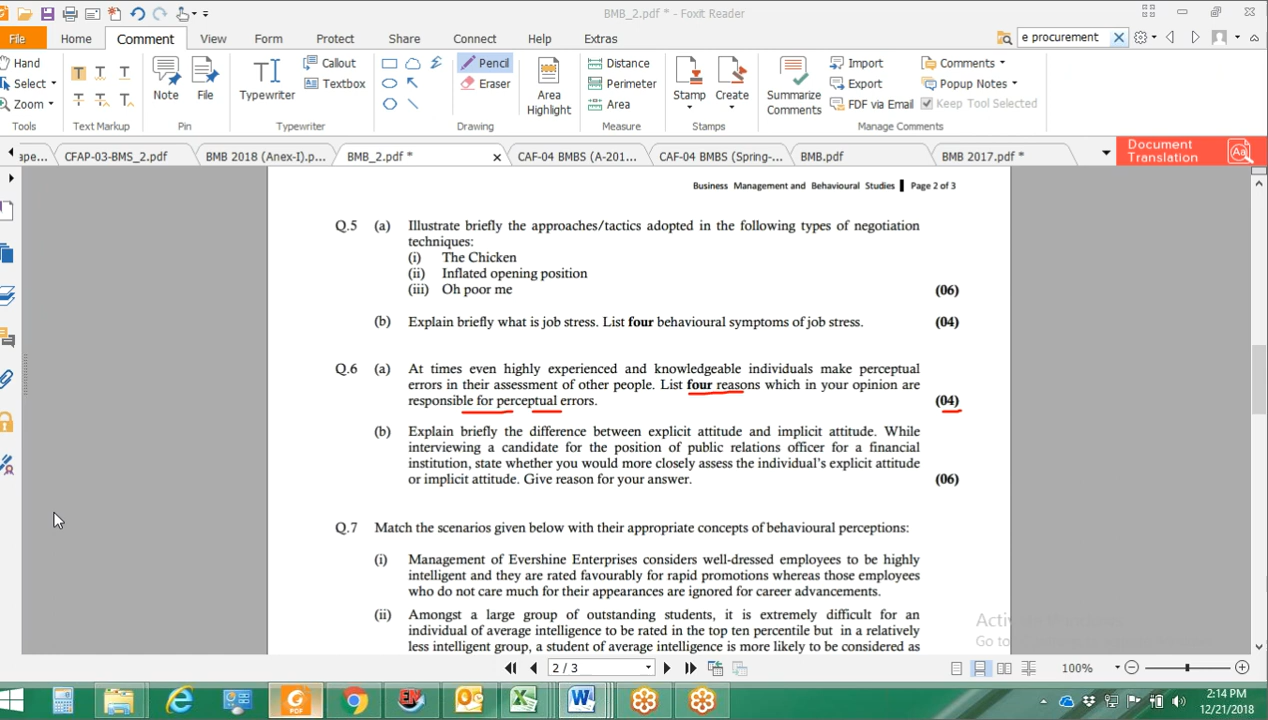 BMB_2.pdf * - Foxit Reader
File Home Comment View Form Protect Share Connect Help Extras
e procurement
Hand
Select
Zoom
Tools
Text Markup
Note
File
Pin
Typewriter
Callout
Textbox
Typewriter
Pencil
Eraser
Area
Highlight
Drawing
Distance
Perimeter
Area
Measure
Stamp
Create
Stamps
Summarize
Comments
Import
Export
FDF via Email
Comments
Popup Notes
Keep Tool Selected
Manage Comments
ape...
CFAP-03-BMS_2.pdf
BMB 2018 (Anex-I).p...
BMB_2.pdf *
CAF-04 BMBS (A-201...
CAF-04 BMBS (Spring-...
BMB.pdf
BMB 2017.pdf *
Document
Translation
Business Management and Behavioural Studies Page 2 of 3
Q.5 (a) Illustrate briefly the approaches/tactics adopted in the following types of negotiation
techniques:
(i) The Chicken
(ii) Inflated opening position
(iii) Oh poor me (06)
(b) Explain briefly what is job stress. List four behavioural symptoms of job stress. (04)
Q.6 (a) At times even highly experienced and knowledgeable individuals make perceptual
errors in their assessment of other people. List four reasons which in your opinion are
responsible for perceptual errors. (04)
(b) Explain briefly the difference between explicit attitude and implicit attitude. While
interviewing a candidate for the position of public relations officer for a financial
institution, state whether you would more closely assess the individual's explicit attitude
or implicit attitude. Give reason for your answer. (06)
Q.7 Match the scenarios given below with their appropriate concepts of behavioural perceptions:
(i) Management of Evershine Enterprises considers well-dressed employees to be highly
intelligent and they are rated favourably for rapid promotions whereas those employees
who do not care much for their appearances are ignored for career advancements.
(ii) Amongst a large group of outstanding students, it is extremely difficult for an
individual of average intelligence to be rated in the top ten percentile but in a relatively
less intelligent group, a student of average intelligence is more likely to be considered as
Go to
2 / 3
100%
2:14 PM
12/21/2018